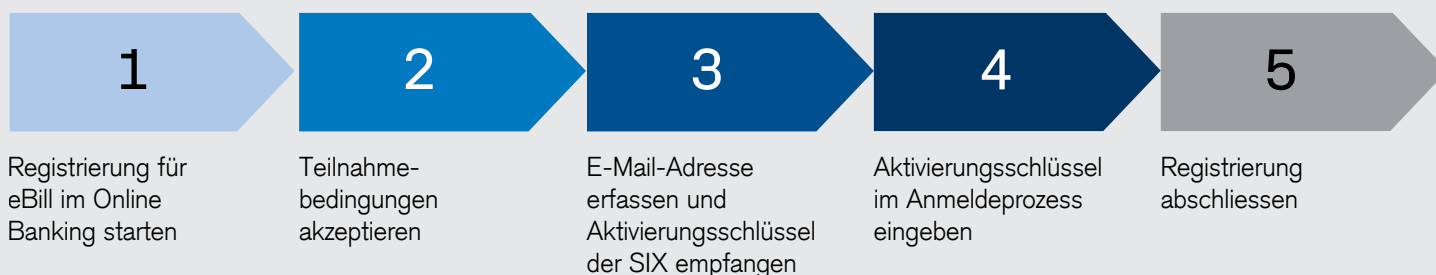 1
2
3
4
5
Registrierung für
eBill im Online
Banking starten
Teilnahme-
bedingungen
akzeptieren
E-Mail-Adresse
erfassen und
Aktivierungsschlüssel
der SIX empfangen
Aktivierungsschlüssel
im Anmeldeprozess
eingeben
Registrierung
abschliessen